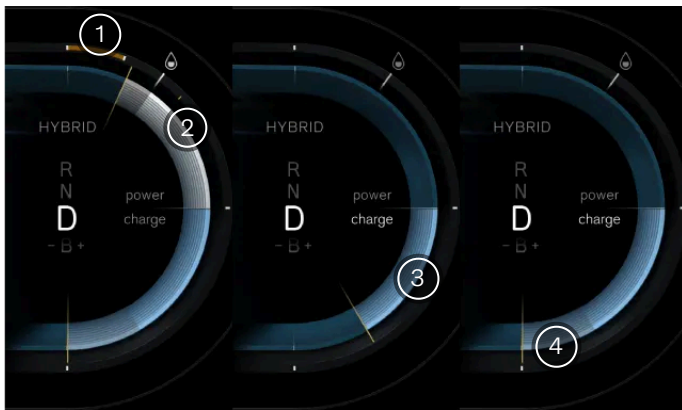 1
2
HYBRID
R
N
D
- B +
power
charge
HYBRID
R
N
D
- B +
power
charge
3
HYBRID
R
N
D
- B +
power
charge
4